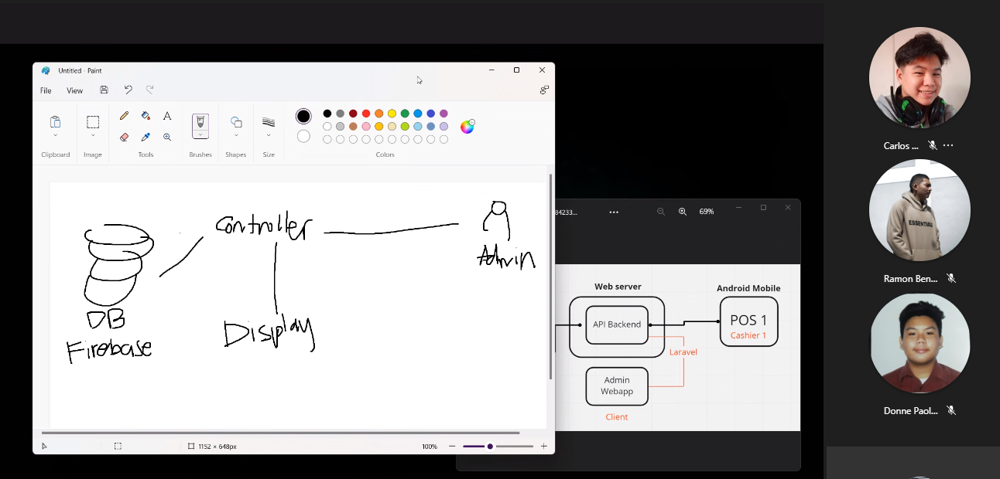 Untitled - Paint
File View
Clipboard Image Tools Brushes Shapes Size Colors
controller
Admin
DB
Firebase
Display
1152 × 648px
100%
84233...
69%
Web server
Android Mobile
API Backend
POS 1
Cashier 1
Laravel
Admin
Webapp
Client
Carlos ...
ESSENTIALS
Ramon Ben...
Donne Paol...